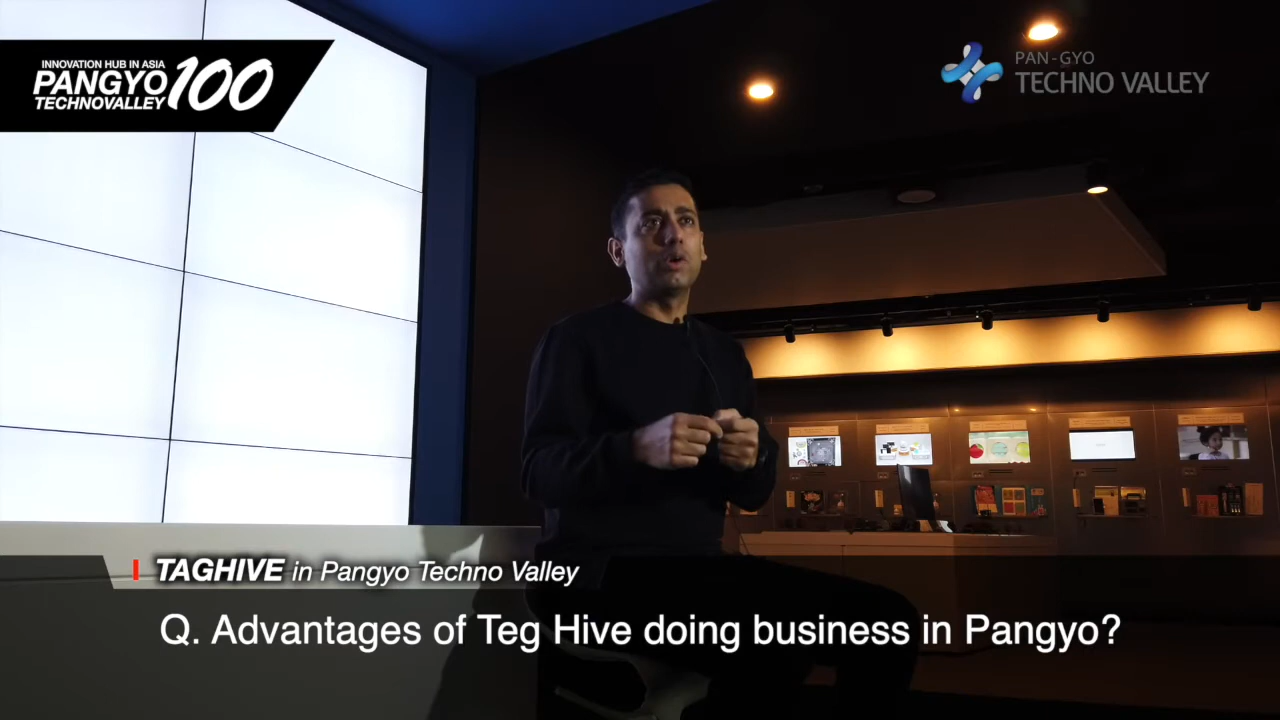 INNOVATION HUB IN ASIA
PANGYO 100
TECHNOVALLEY
PAN-GYO
TECHNO VALLEY
TAGHIVE in Pangyo Techno Valley
Q. Advantages of Teg Hive doing business in Pangyo?